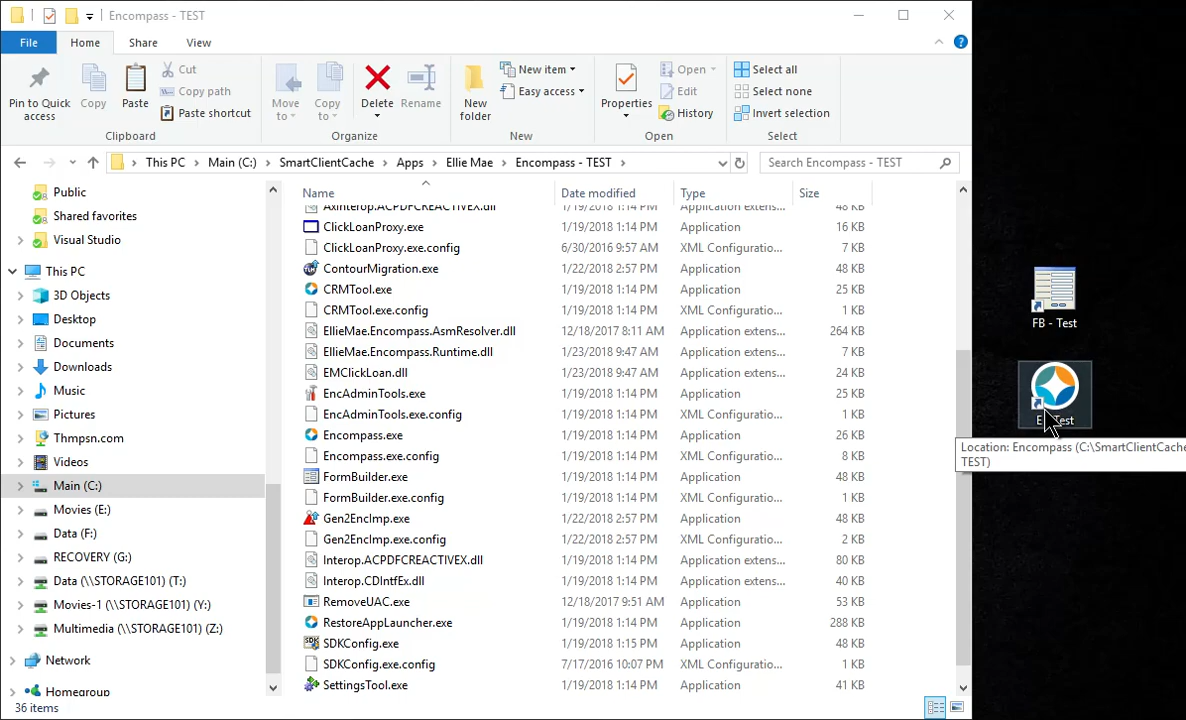 Encompass - TEST
File
Home
Share
View
Pin to Quick access
Copy
Paste
Cut
Copy path
Paste shortcut
Clipboard
Move to
Copy to
Delete
Rename
Organize
New folder
New item
Easy access
New
Properties
Open
Edit
History
Open
Select all
Select none
Invert selection
Select
This PC > Main (C:) > SmartClientCache > Apps > Ellie Mae > Encompass - TEST >
Search Encompass - TEST
Public
Shared favorites
Visual Studio
This PC
3D Objects
Desktop
Documents
Downloads
Music
Pictures
Thmpsn.com
Videos
Main (C:)
Movies (E:)
Data (F:)
RECOVERY (G:)
Data (\\STORAGE101) (T:)
Movies-1 (\\STORAGE101) (Y:)
Multimedia (\\STORAGE101) (Z:)
Network
Homegroup
Name Date modified Type Size
AxInterop.ACPDFCREACTIVEX.dll 1/19/2018 1:14 PM Application extens... 48 KB
ClickLoanProxy.exe 1/19/2018 1:14 PM Application 16 KB
ClickLoanProxy.exe.config 6/30/2016 9:57 AM XML Configuratio... 7 KB
ContourMigration.exe 1/22/2018 2:57 PM Application 48 KB
CRMTool.exe 1/19/2018 1:14 PM Application 25 KB
CRMTool.exe.config 1/19/2018 1:14 PM XML Configuratio... 1 KB
EllieMae.Encompass.AsmResolver.dll 12/18/2017 8:11 AM Application extens... 264 KB
EllieMae.Encompass.Runtime.dll 1/23/2018 9:47 AM Application extens... 7 KB
EMClickLoan.dll 1/23/2018 9:47 AM Application extens... 24 KB
EncAdminTools.exe 1/19/2018 1:14 PM Application 25 KB
EncAdminTools.exe.config 1/19/2018 1:14 PM XML Configuratio... 1 KB
Encompass.exe 1/19/2018 1:14 PM Application 26 KB
Encompass.exe.config 1/19/2018 1:14 PM XML Configuratio... 8 KB
FormBuilder.exe 1/19/2018 1:14 PM Application 48 KB
FormBuilder.exe.config 1/19/2018 1:14 PM XML Configuratio... 1 KB
Gen2EncImp.exe 1/22/2018 2:57 PM Application 48 KB
Gen2EncImp.exe.config 1/22/2018 2:57 PM XML Configuratio... 2 KB
Interop.ACPDFCREACTIVEX.dll 1/19/2018 1:14 PM Application extens... 80 KB
Interop.CDIntfEx.dll 1/19/2018 1:14 PM Application extens... 40 KB
RemoveUAC.exe 12/18/2017 9:51 AM Application 53 KB
RestoreAppLauncher.exe 1/19/2018 1:14 PM Application 288 KB
SDKConfig.exe 1/19/2018 1:15 PM Application 48 KB
SDKConfig.exe.config 7/17/2016 10:07 PM XML Configuratio... 1 KB
SettingsTool.exe 1/19/2018 1:14 PM Application 41 KB
36 items
FB - Test
Test
Location: Encompass (C:\SmartClientCache
TEST)